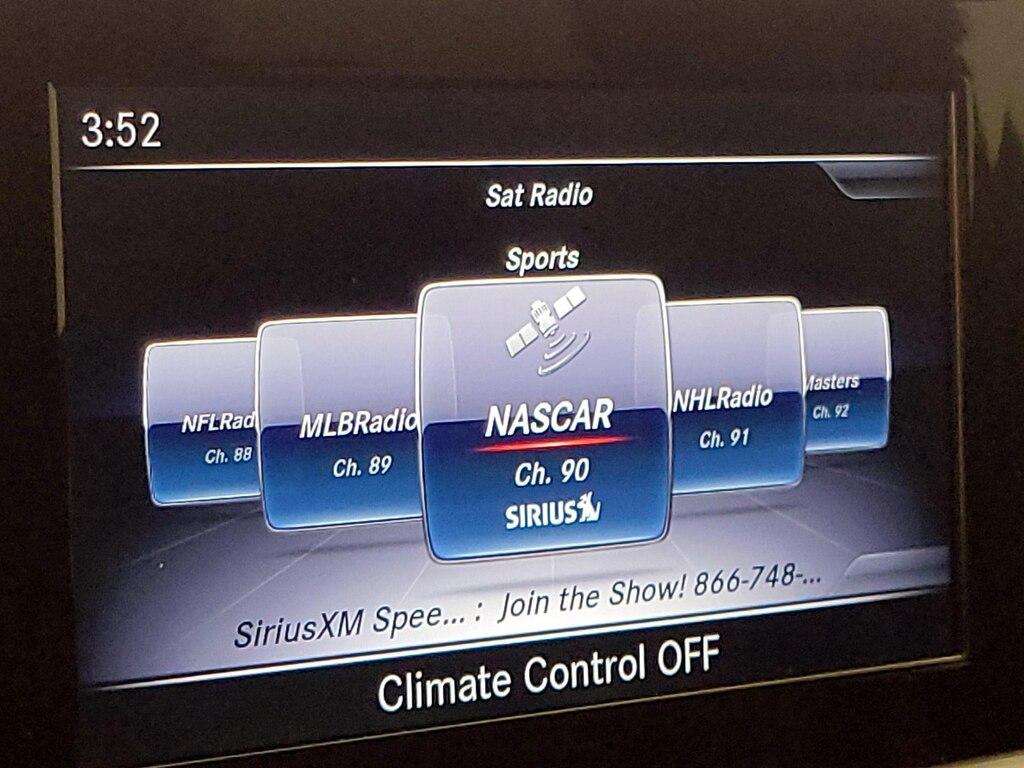 3:52
Sat Radio
Sports
NFLRad
Ch. 88
MLBRadio
Ch. 89
NASCAR
Ch. 90
SIRIUS
NHLRadio
Ch. 91
Masters
Ch. 92
SiriusXM Spee... : Join the Show! 866-748-...
Climate Control OFF